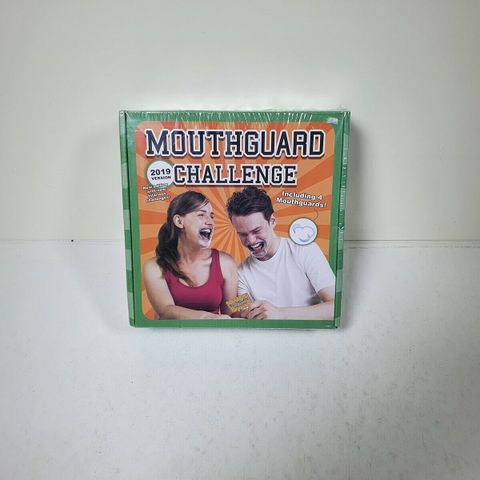 MOUTHGUARD
2019
VERSION
CHALLENGE
Including 4
Mouthguards!